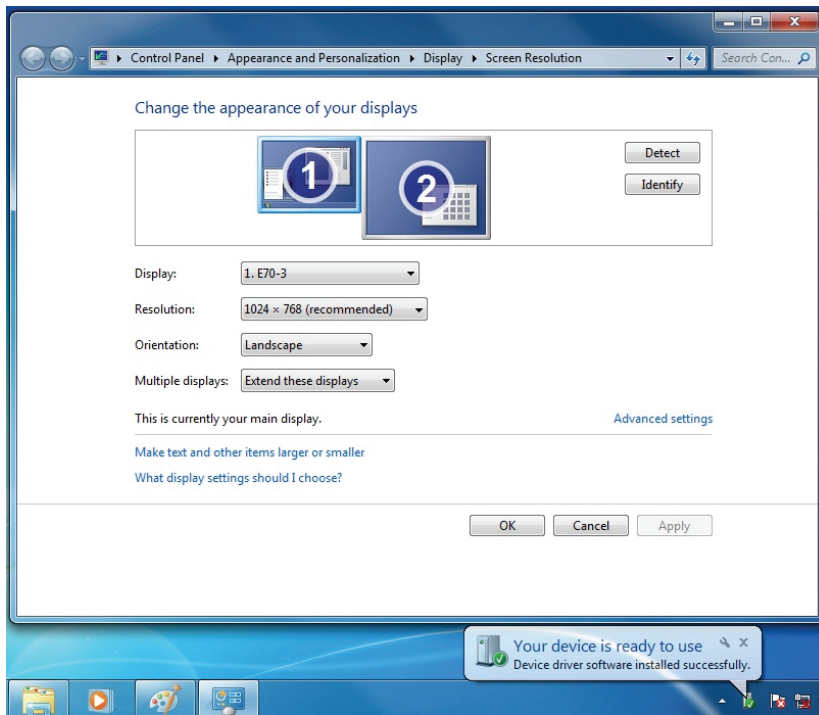 Control Panel Appearance and Personalization Display Screen Resolution Search Con...
Change the appearance of your displays
1 2
Detect
Identify
Display: 1. E70-3
Resolution: 1024 × 768 (recommended)
Orientation: Landscape
Multiple displays: Extend these displays
This is currently your main display. Advanced settings
Make text and other items larger or smaller
What display settings should I choose?
OK Cancel Apply
Your device is ready to use
Device driver software installed successfully.